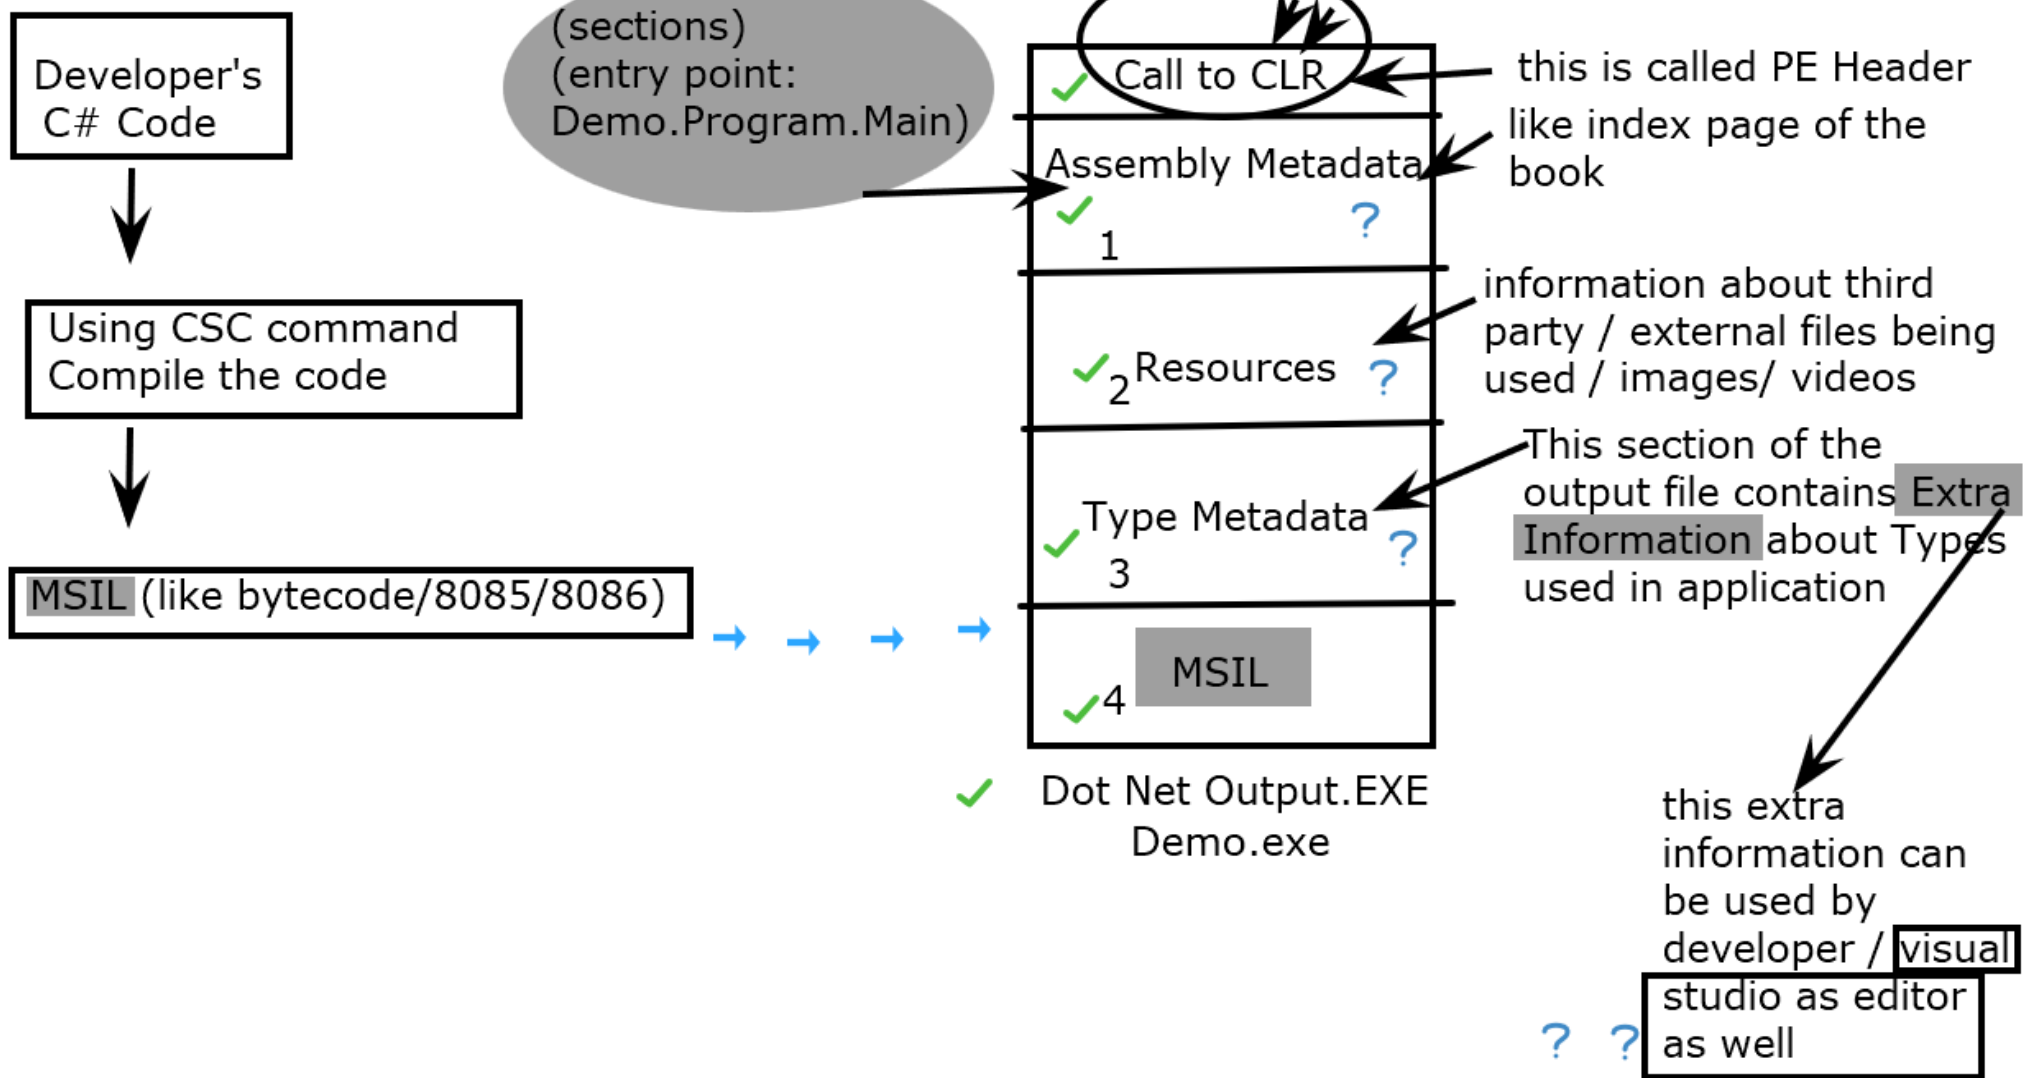 Developer's
C# Code
Using CSC command
Compile the code
MSIL (like bytecode/8085/8086)
(sections)
(entry point:
Demo.Program.Main)
Call to CLR
Assembly Metadata
?
1
2 Resources ?
Type Metadata
?
3
MSIL
4
Dot Net Output.EXE
Demo.exe
this is called PE Header
like index page of the
book
information about third
party / external files being
used / images/ videos
This section of the
output file contains Extra
Information about Types
used in application
this extra
information can
be used by
developer / visual
studio as editor
as well
? ?